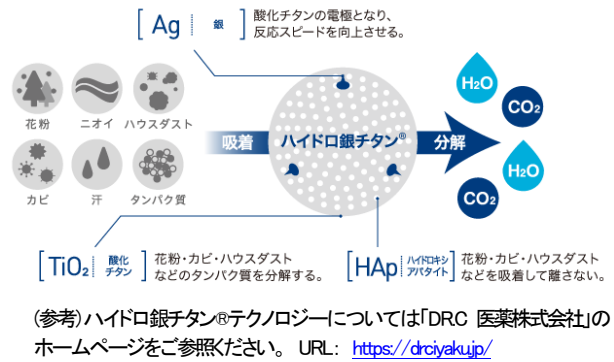 Ag 銀
酸化チタンの電極となり、
反応スピードを向上させる。
花粉 ニオイ ハウスダスト
カビ 汗 タンパク質
吸着
ハイドロ銀チタン®
分解
H2O
CO2
H2O
CO2
TiO2 酸化
チタン
花粉・カビ・ハウスダスト
などのタンパク質を分解する。
HAp ハイドロキシ
アパタイト
花粉・カビ・ハウスダスト
などを吸着して離さない。
(参考)ハイドロ銀チタン®テクノロジーについては「DR.C 医薬株式会社」の
ホームページをご参照ください。 URL: https://drciyaku.jp/